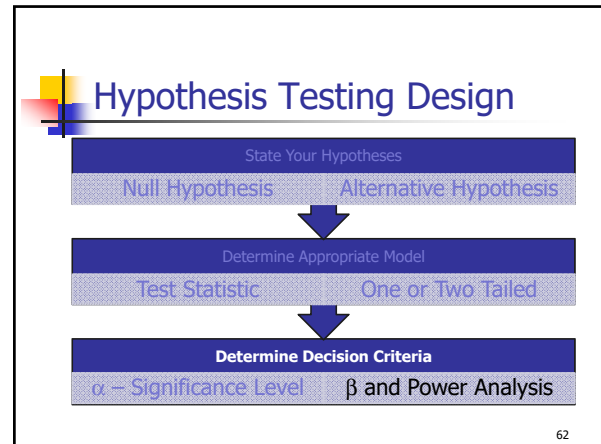 Hypothesis Testing Design
State Your Hypotheses
Null Hypothesis Alternative Hypothesis
Determine Appropriate Model
Test Statistic One or Two Tailed
Determine Decision Criteria
α – Significance Level β and Power Analysis
62